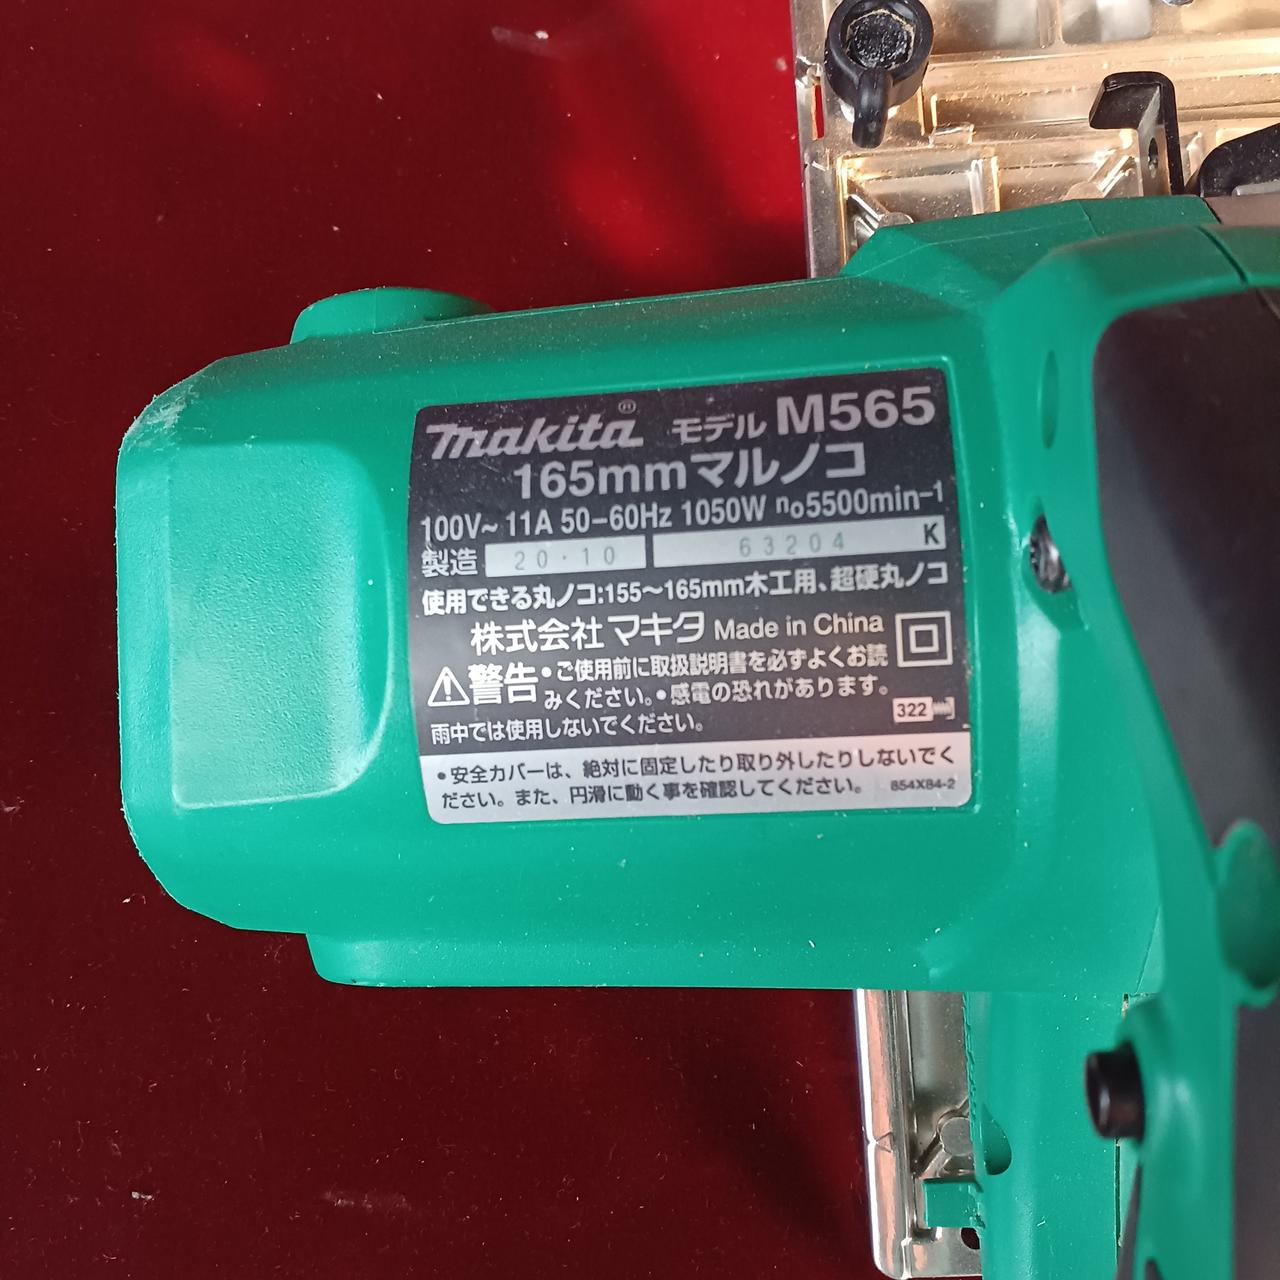 makita® モデル M565
165mmマルノコ
100V~ 11A 50-60Hz 1050W no5500min-1
製造 20・10 63204 K
使用できる丸ノコ:155~165mm木工用、超硬丸ノコ
株式会社マキタ Made in China
警告 •ご使用前に取扱説明書を必ずよくお読
みください。•感電の恐れがあります。
322
雨中では使用しないでください。
•安全カバーは、絶対に固定したり取り外したりしないでく
ださい。また、円滑に動く事を確認してください。 854X84-2